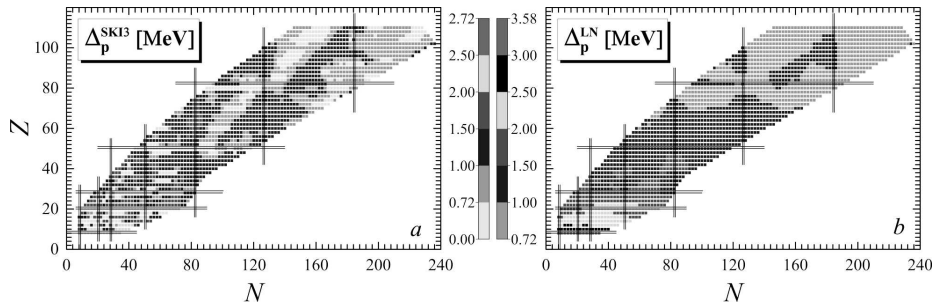 Δp^SKI3 [MeV]
Z
100
80
60
40
20
0
0 40 80 120 160 200 240
N
a
2.72 3.58
2.50 3.00
2.00 2.50
1.50 2.00
1.00 1.50
0.72 1.00
0.00 0.72
Δp^LN [MeV]
0 40 80 120 160 200 240
N
b